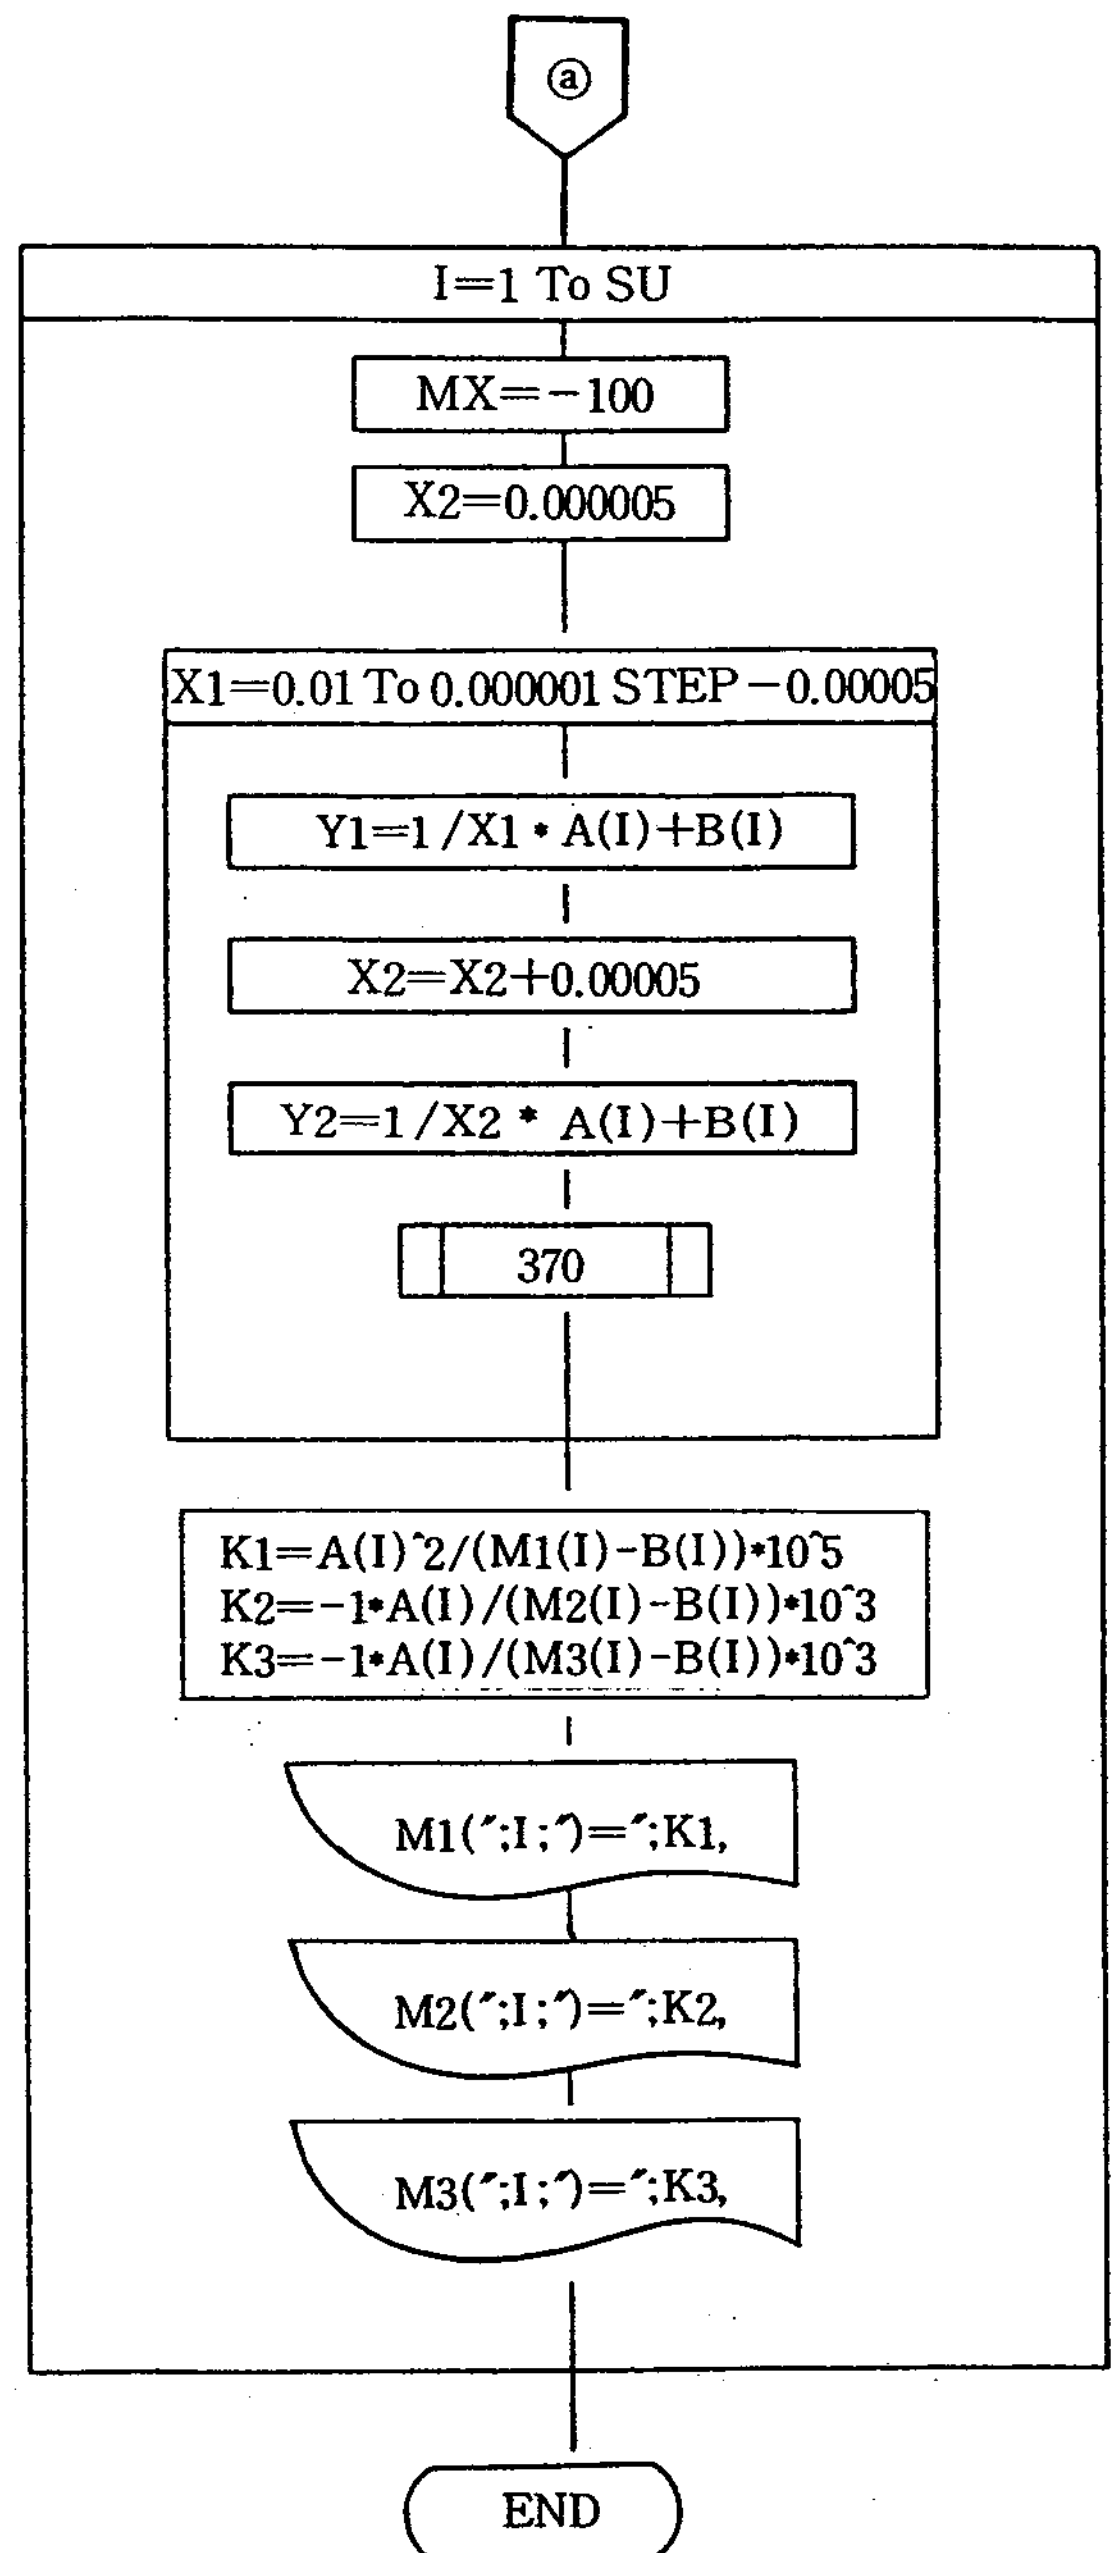 ⓐ
I=1 To SU
MX=-100
X2=0.000005
X1=0.01 To 0.000001 STEP-0.00005
Y1=1/X1*A(I)+B(I)
X2=X2+0.00005
Y2=1/X2 * A(I)+B(I)
370
K1=A(I)^2/(M1(I)-B(I))*10^5
K2=-1*A(I)/(M2(I)-B(I))*10^3
K3=-1*A(I)/(M3(I)-B(I))*10^3
M1(";I;")=";K1,
M2(";I;")=";K2,
M3(";I;")=";K3,
END